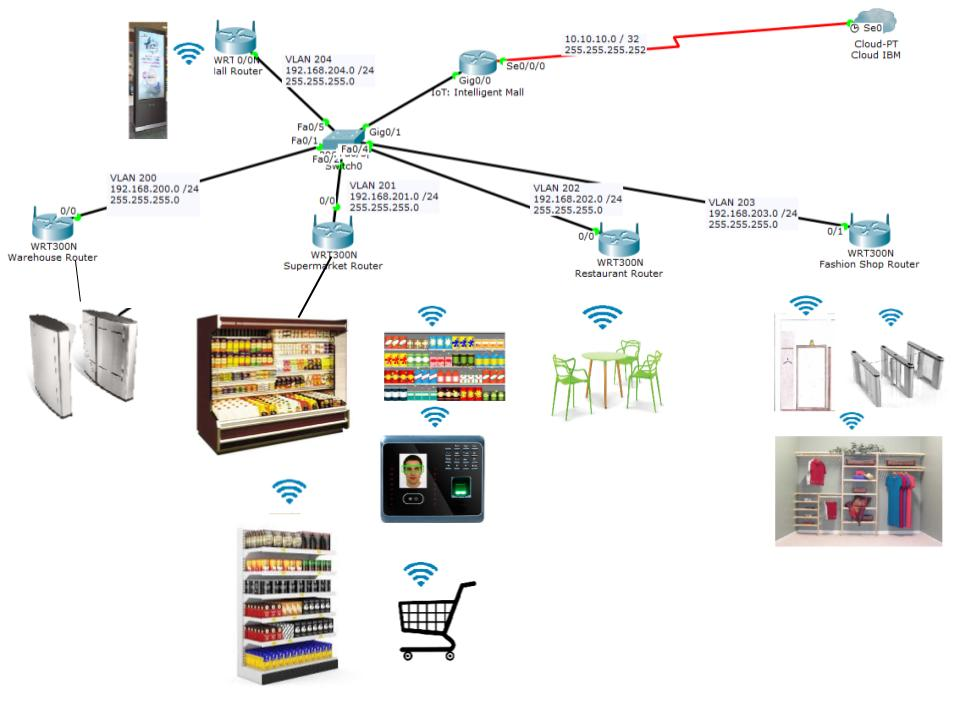 WRT 0/0N
Mall Router
VLAN 204
192.168.204.0 /24
255.255.255.0
10.10.10.0 / 32
255.255.255.252
Se0
Cloud-PT
Cloud IBM
Se0/0/0
Gig0/0
IoT: Intelligent Mall
Fa0/5
Gig0/1
Fa0/1
Fa0/4
Fa0/2
Switch0
VLAN 200
192.168.200.0 /24
255.255.255.0
VLAN 201
192.168.201.0 /24
255.255.255.0
VLAN 202
192.168.202.0 /24
255.255.255.0
VLAN 203
192.168.203.0 /24
255.255.255.0
0/0
WRT300N
Warehouse Router
0/0
WRT300N
Supermarket Router
0/0
WRT300N
Restaurant Router
0/1
WRT300N
Fashion Shop Router